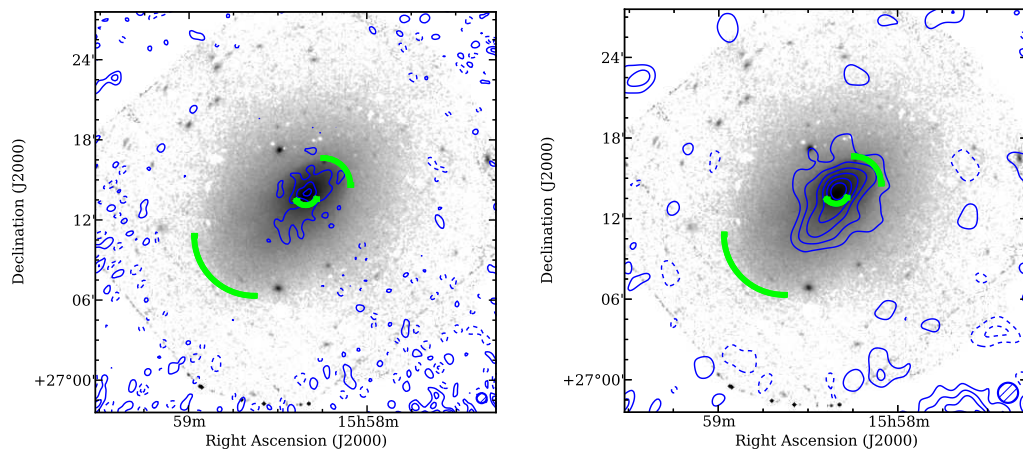 24'
18'
12'
06'
+27°00'
59m
15h58m
Right Ascension (J2000)
Declination (J2000)
24'
18'
12'
06'
+27°00'
59m
15h58m
Right Ascension (J2000)
Declination (J2000)